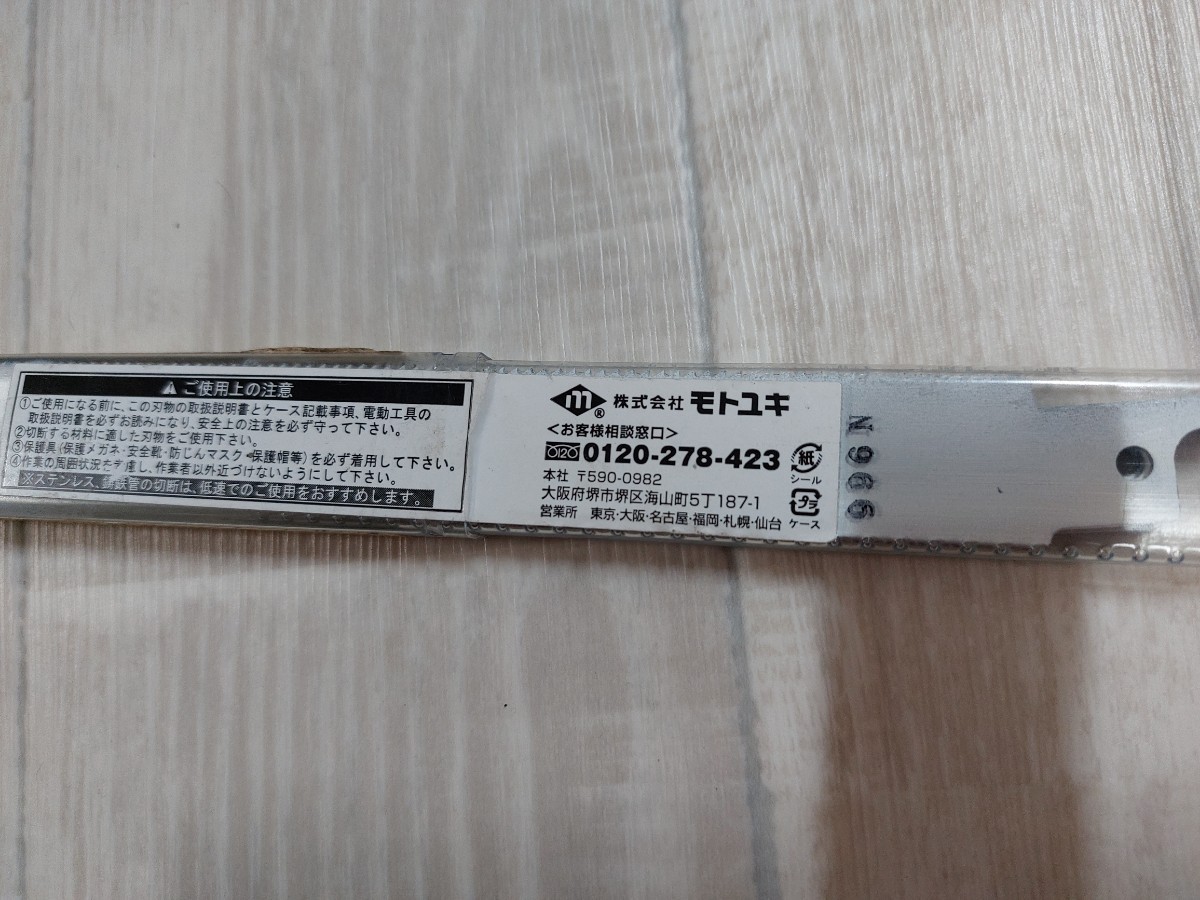 ⚠ ご使用上の注意
①ご使用になる前に、この刃物の取扱説明書とケース記載事項、電動工具の
取扱説明書を必ずお読みになり、安全上の注意を必ず守って下さい。
②切断する材料に適した刃物をご使用下さい。
③保護具(保護メガネ・安全靴・防じんマスク・保護帽等)を必ず着用して下さい。
④作業の周囲状況を考慮し、作業者以外近づけないようにして下さい。
※ステンレス、鋳鉄管の切断は、低速でのご使用をおすすめします。
m ® 株式会社 モトユキ
<お客様相談窓口>
0120 0120-278-423
本社 〒590-0982
大阪府堺市堺区海山町5丁187-1
営業所 東京・大阪・名古屋・福岡・札幌・仙台
紙
シール
プラ
ケース